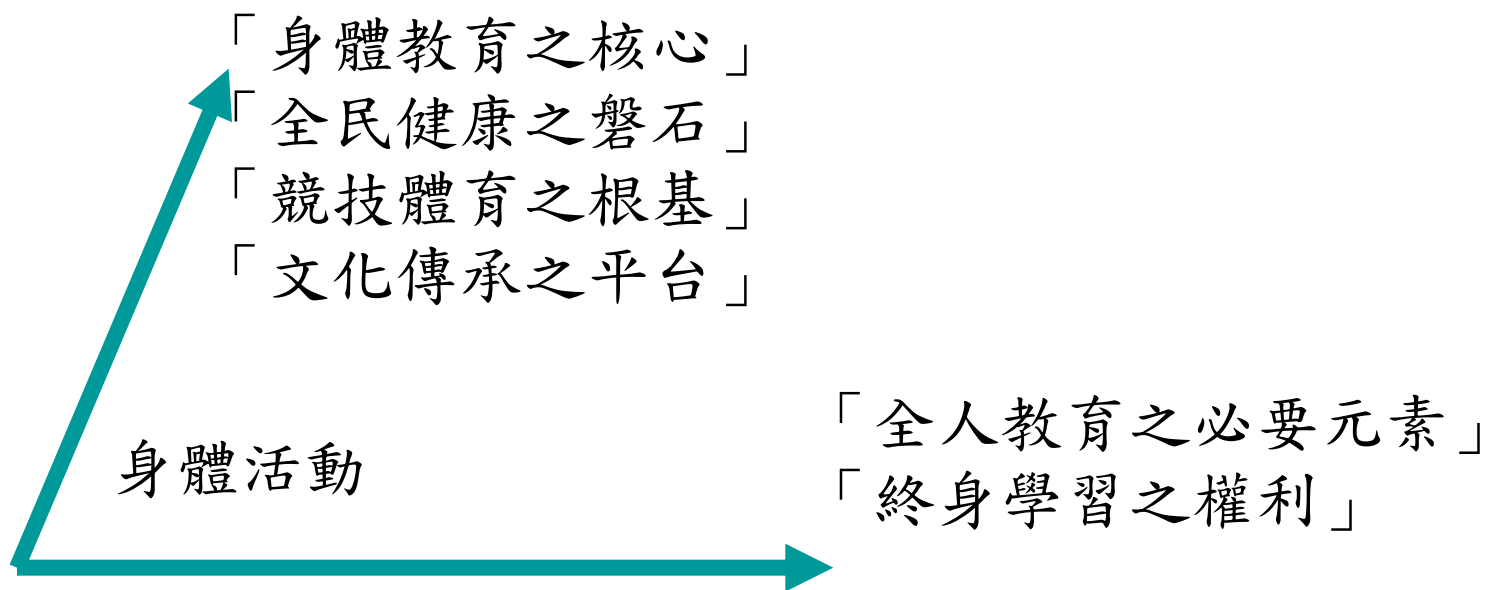 「身體教育之核心」
「全民健康之磐石」
「競技體育之根基」
「文化傳承之平台」
「全人教育之必要元素」
身體活動
「終身學習之權利」